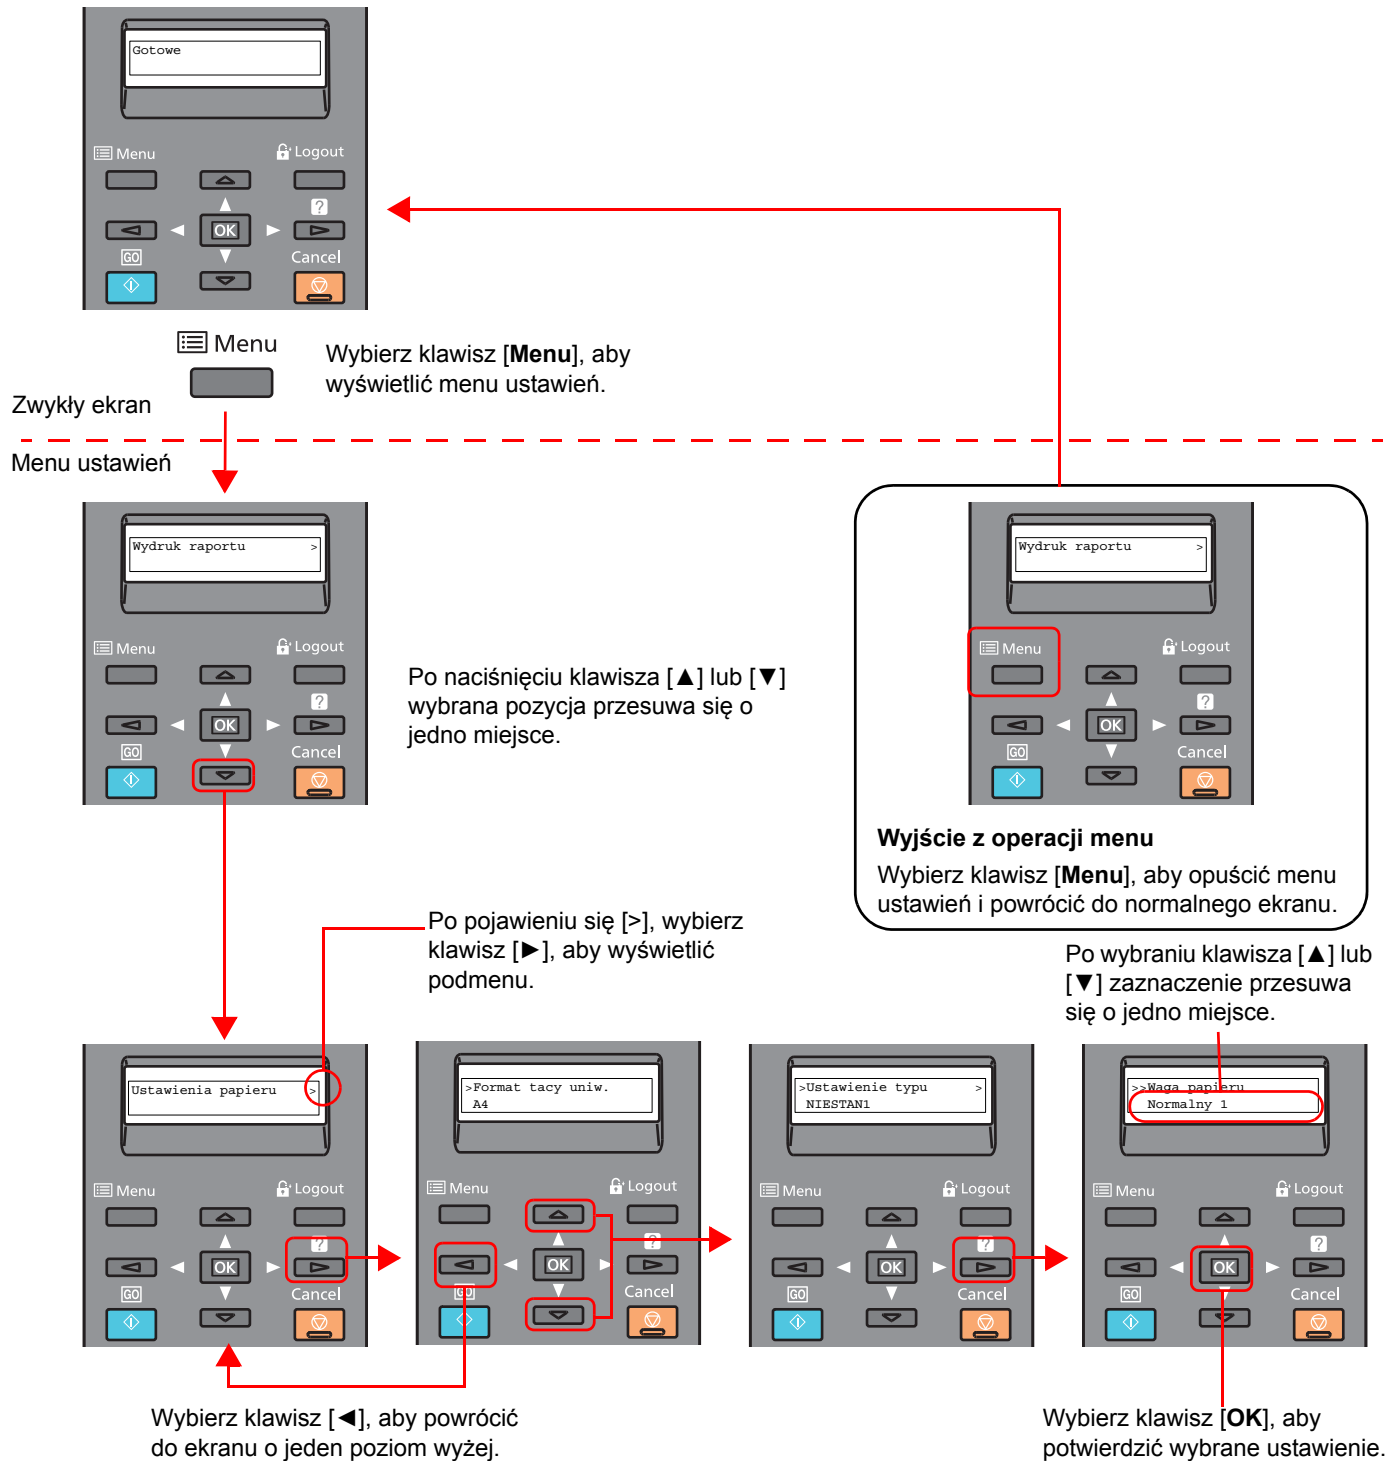 Gotowe
Menu
Logout
?
OK
GO
Cancel
Menu
Wybierz klawisz [Menu], aby
wyświetlić menu ustawień.
Zwykły ekran
Menu ustawień
Wydruk raportu >
Menu
Logout
?
OK
GO
Cancel
Po naciśnięciu klawisza [▲] lub [▼]
wybrana pozycja przesuwa się o
jedno miejsce.
Wydruk raportu >
Menu
Logout
?
OK
GO
Cancel
Wyjście z operacji menu
Wybierz klawisz [Menu], aby opuścić menu
ustawień i powrócić do normalnego ekranu.
Po pojawieniu się [>], wybierz
klawisz [►], aby wyświetlić
podmenu.
Po wybraniu klawisza [▲] lub
[▼] zaznaczenie przesuwa
się o jedno miejsce.
Ustawienia papieru >
Menu
Logout
?
OK
GO
Cancel
>Format tacy uniw.
A4
Menu
Logout
?
OK
GO
Cancel
>Ustawienie typu >
NIESTAN1
Menu
Logout
?
OK
GO
Cancel
>>Waga papieru
Normalny 1
Menu
Logout
?
OK
GO
Cancel
Wybierz klawisz [◄], aby powrócić
do ekranu o jeden poziom wyżej.
Wybierz klawisz [OK], aby
potwierdzić wybrane ustawienie.